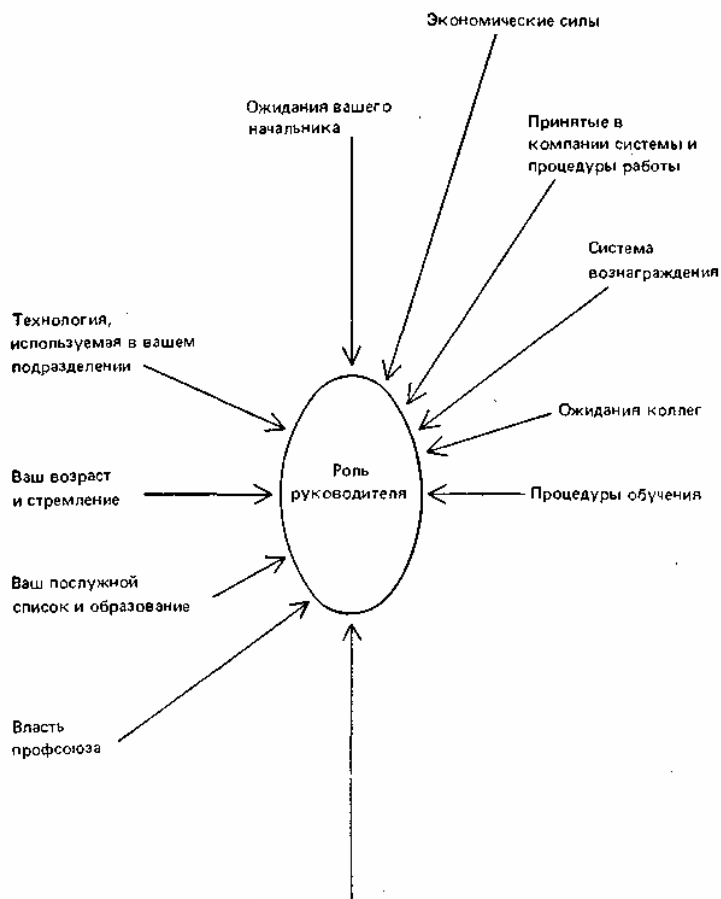 Экономические силы
Ожидания вашего
начальника
Принятые в
компании системы и
процедуры работы
Система
вознаграждения
Технология,
используемая в вашем
подразделении
Ожидания коллег
Роль
руководителя
Ваш возраст
и стремление
Процедуры обучения
Ваш послужной
список и образование
Власть
профсоюза